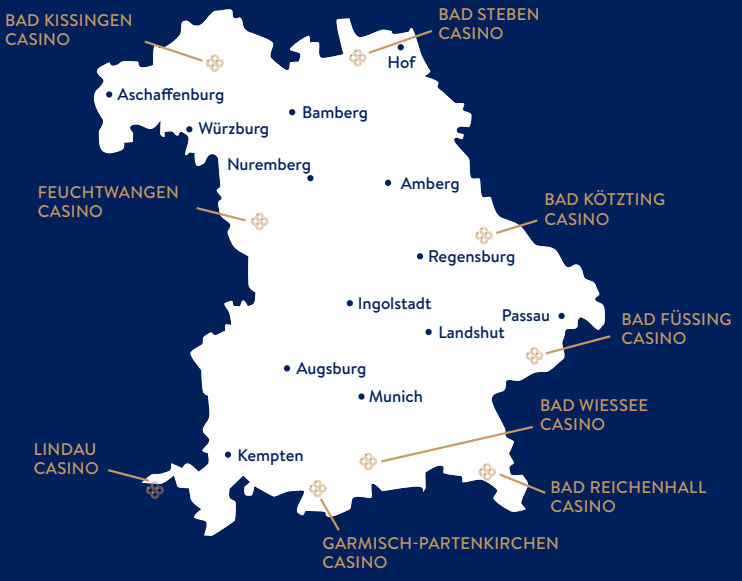 BAD KISSINGEN
CASINO
BAD STEBEN
CASINO
Hof
Aschaffenburg
Bamberg
Würzburg
Nuremberg
Amberg
FEUCHTWANGEN
CASINO
BAD KÖTZTING
CASINO
Regensburg
Ingolstadt
Passau
Landshut
BAD FÜSSING
CASINO
Augsburg
Munich
BAD WIESSEE
CASINO
LINDAU
CASINO
Kempten
BAD REICHENHALL
CASINO
GARMISCH-PARTENKIRCHEN
CASINO